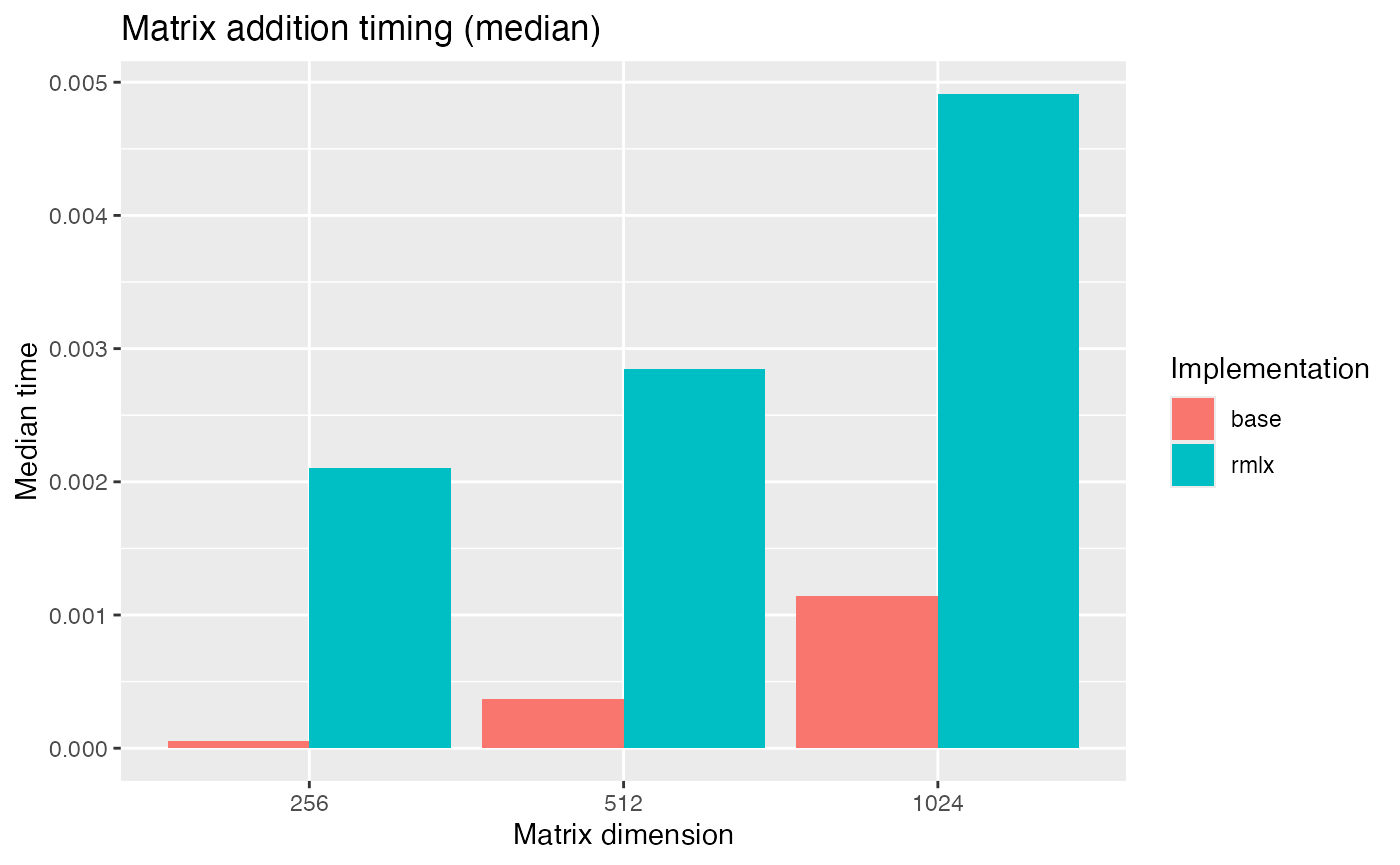 Matrix addition timing (median)
0.005
0.004
0.003
0.002
0.001
0.000
Median time
256 512 1024
Matrix dimension
Implementation
base
rmlx